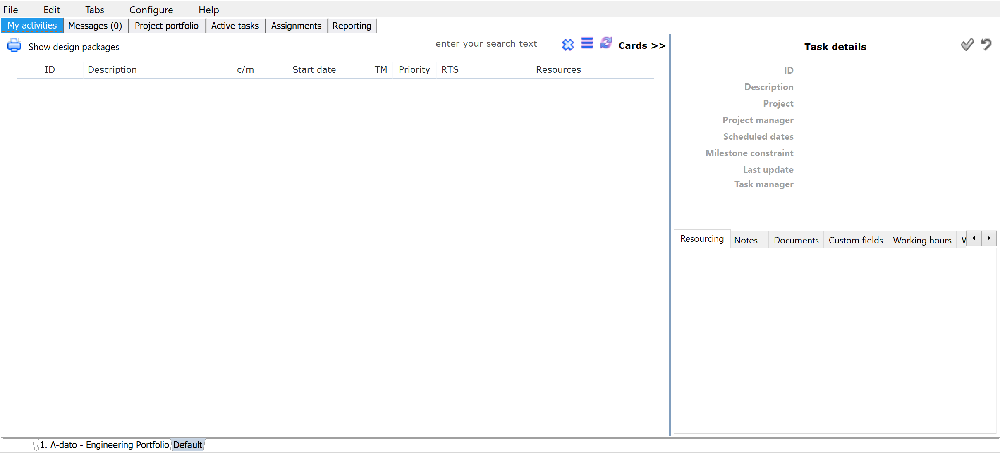 File Edit Tabs Configure Help
My activities Messages (0) Project portfolio Active tasks Assignments Reporting
Show design packages enter your search text Cards >>
ID Description c/m Start date TM Priority RTS Resources
Task details
ID
Description
Project
Project manager
Scheduled dates
Milestone constraint
Last update
Task manager
Resourcing Notes Documents Custom fields Working hours
1. A-dato - Engineering Portfolio Default